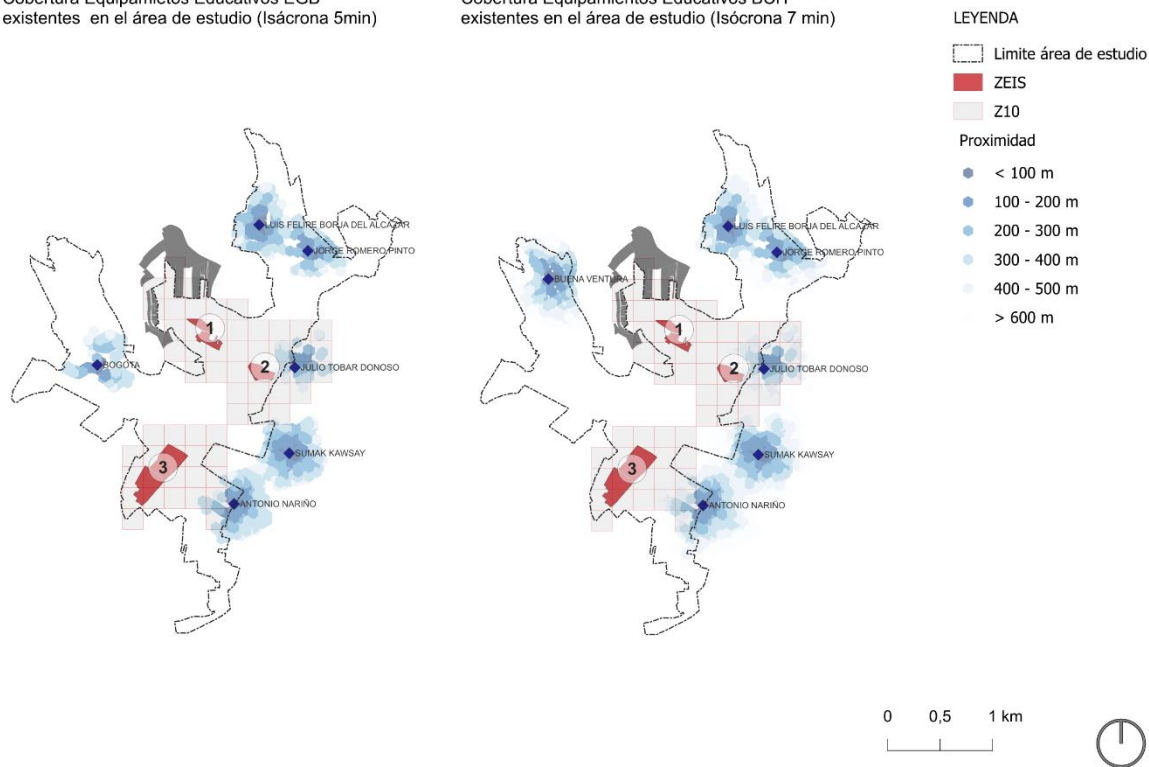 Cobertura Equipamietos Educativos EGB
existentes en el área de estudio (Isácrona 5min)
Cobertura Equipamientos Educativos BCH
existentes en el área de estudio (Isócrona 7 min)
LEYENDA
Limite área de estudio
ZEIS
Z10
Proximidad
< 100 m
100 - 200 m
200 - 300 m
300 - 400 m
400 - 500 m
> 600 m
LUIS FELIRE BORJA DEL ALCAZAR
JORGE ROMERO PINTO
BOGOTA
1
2
JULIO TOBAR DONOSO
3
SUMAK KAWSAY
ANTONIO NARIÑO
LUIS FELIRE BORJA DEL ALCAZAR
JORGE ROMERO PINTO
BUENA VENTURA
1
2
JULIO TOBAR DONOSO
3
SUMAK KAWSAY
ANTONIO NARIÑO
0 0,5 1 km